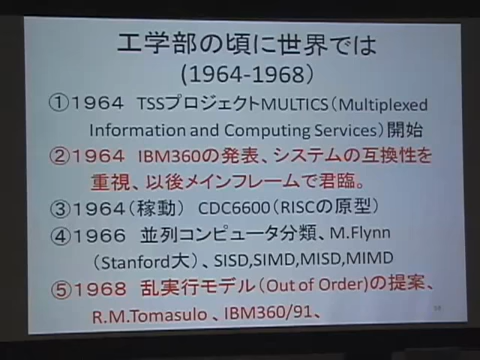 工学部の頃に世界では
(1964-1968)
①1964 TSSプロジェクトMULTICS(Multiplexed
Information and Computing Services)開始
②1964 IBM360の発表、システムの互換性を
重視、以後メインフレームで君臨。
③1964(稼動) CDC6600(RISCの原型)
④1966 並列コンピュータ分類、M.Flynn
(Stanford大)、SISD,SIMD,MISD,MIMD
⑤1968 乱実行モデル(Out of Order)の提案、
R.M.Tomasulo 、IBM360/91、